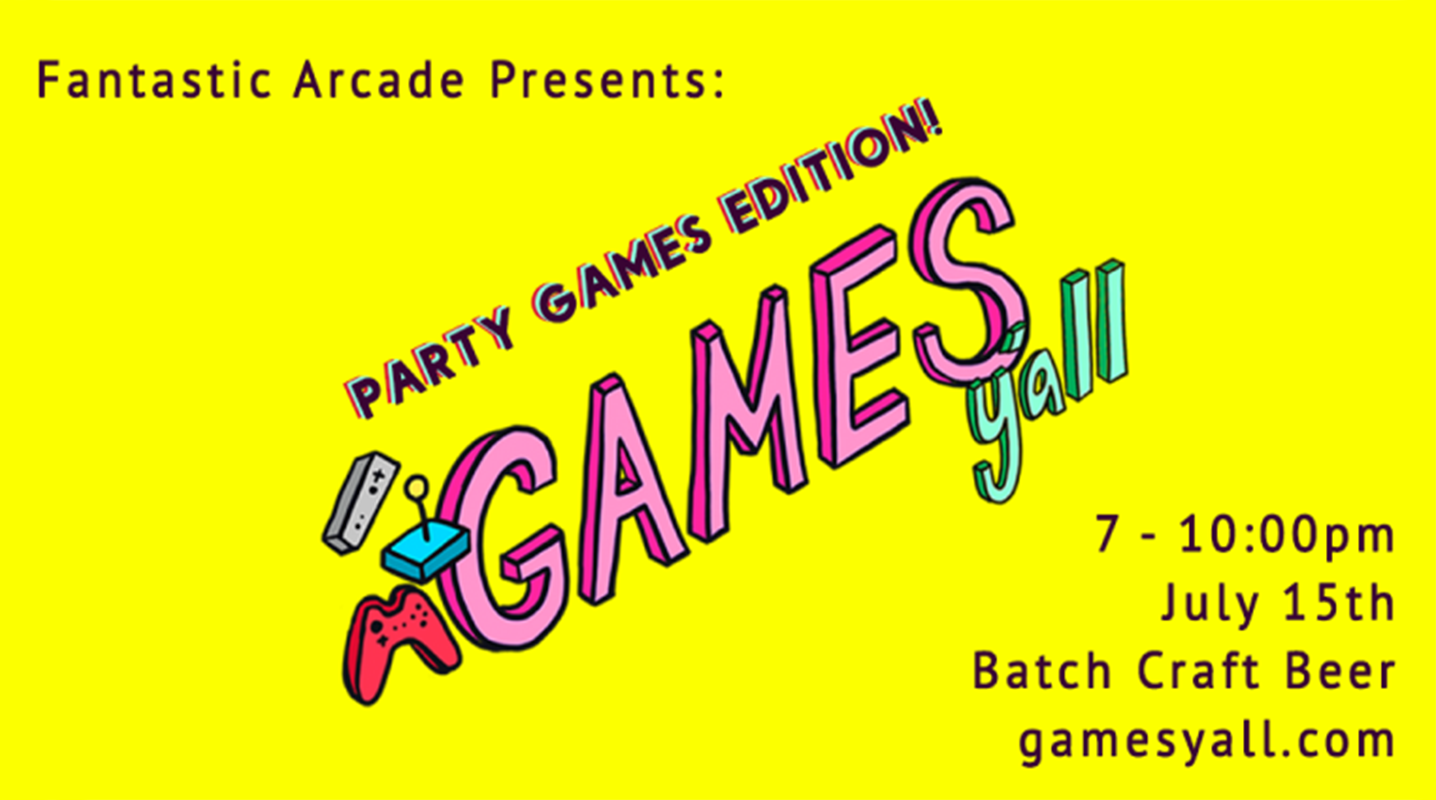 Fantastic Arcade Presents:
PARTY GAMES EDITION!
GAMES
yall
7 - 10:00pm
July 15th
Batch Craft Beer
gamesyall.com